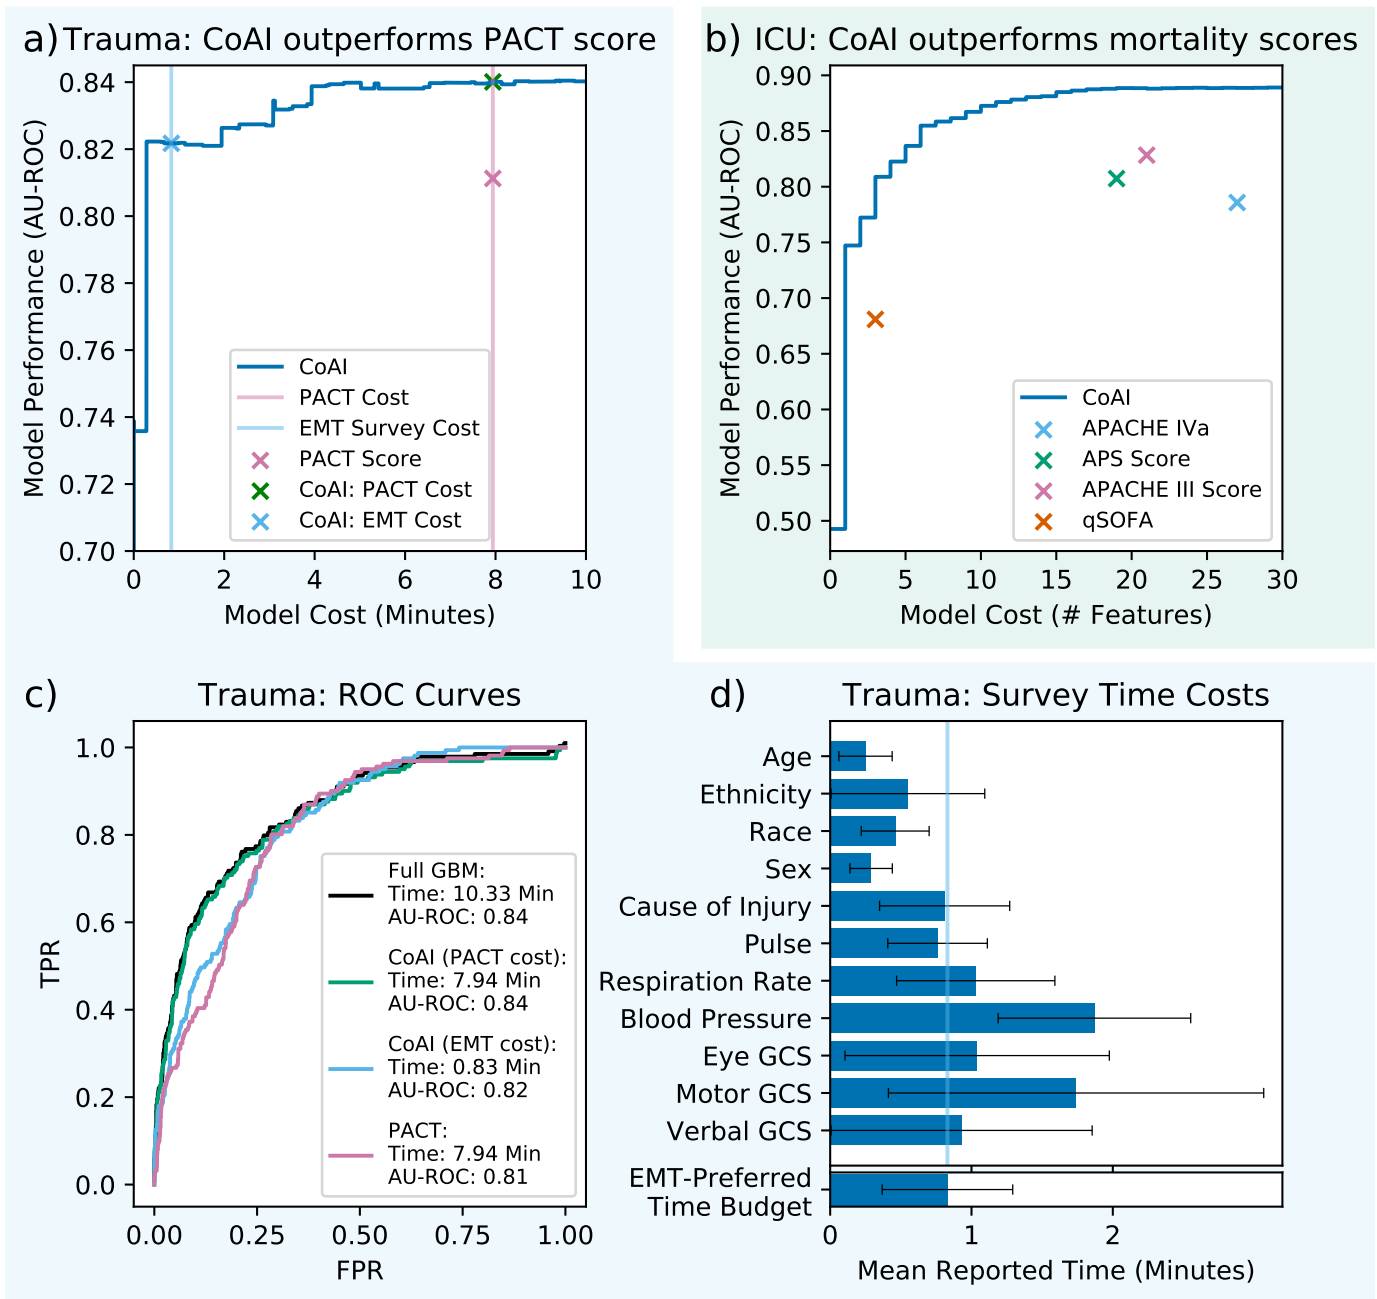 a) Trauma: CoAI outperforms PACT score
0.84
0.82
0.80
0.78
0.76
0.74
0.72
0.70
Model Performance (AU-ROC)
CoAI
PACT Cost
EMT Survey Cost
PACT Score
CoAI: PACT Cost
CoAI: EMT Cost
0 2 4 6 8 10
Model Cost (Minutes)
b) ICU: CoAI outperforms mortality scores
0.90
0.85
0.80
0.75
0.70
0.65
0.60
0.55
0.50
Model Performance (AU-ROC)
CoAI
APACHE IVa
APS Score
APACHE III Score
qSOFA
0 5 10 15 20 25 30
Model Cost (# Features)
c) Trauma: ROC Curves
1.0
0.8
0.6
0.4
0.2
0.0
TPR
Full GBM:
Time: 10.33 Min
AU-ROC: 0.84
CoAI (PACT cost):
Time: 7.94 Min
AU-ROC: 0.84
CoAI (EMT cost):
Time: 0.83 Min
AU-ROC: 0.82
PACT:
Time: 7.94 Min
AU-ROC: 0.81
0.00 0.25 0.50 0.75 1.00
FPR
d) Trauma: Survey Time Costs
Age
Ethnicity
Race
Sex
Cause of Injury
Pulse
Respiration Rate
Blood Pressure
Eye GCS
Motor GCS
Verbal GCS
EMT-Preferred
Time Budget
0 1 2
Mean Reported Time (Minutes)